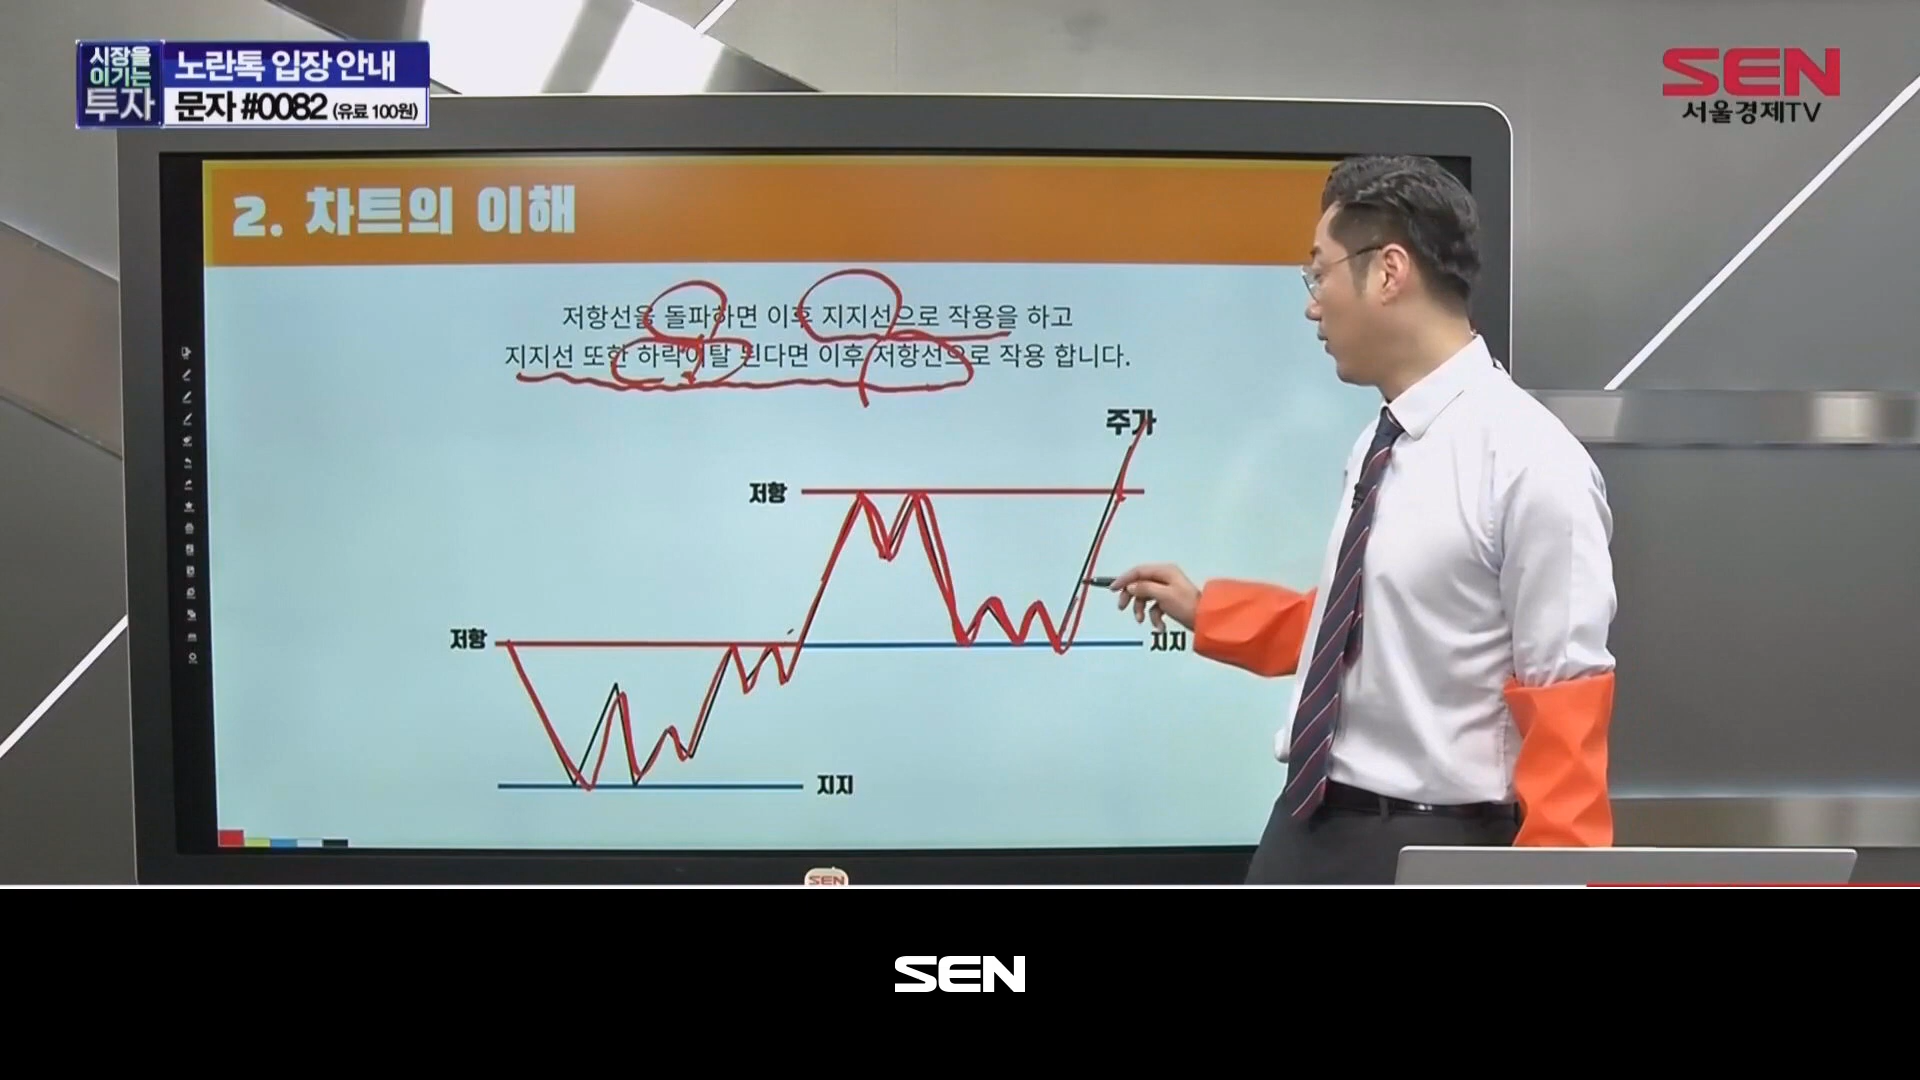 시장을
이기는
투자
노란톡 입장 안내
문자 #0082 (유료 100원)
SEN
서울경제TV
2. 차트의 이해
저항선을 돌파하면 이후 지지선으로 작용을 하고
지지선 또한 하락이탈 된다면 이후 저항선으로 작용 합니다.
주가
저항
저항
지지
지지
SEN
SEN